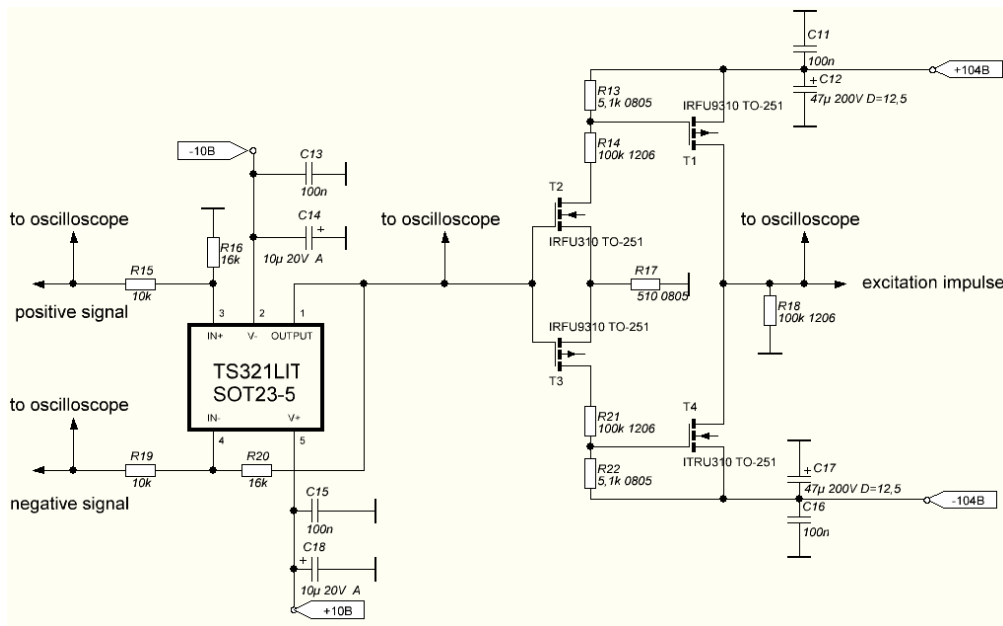 C11
100n
+104B
+ C12
47µ 200V D=12,5
R13
5,1k 0805
IRFU9310 TO-251
R14
100k 1206
T1
-10B
C13
100n
T2
to oscilloscope
to oscilloscope
to oscilloscope
C14
+
10µ 20V A
R16
16k
IRFU310 TO-251
R15
10k
R17
510 0805
excitation impulse
positive signal
R18
100k 1206
3
2
1
IN+
V-
OUTPUT
IRFU9310 TO-251
TS321LIT
SOT23-5
T3
to oscilloscope
IN-
V+
4
5
R21
100k 1206
T4
R19
10k
R20
16k
R22
5,1k 0805
ITRU310 TO-251
negative signal
C15
100n
+ C17
47µ 200V D=12,5
-104B
C16
100n
C18
+
10µ 20V A
+10B